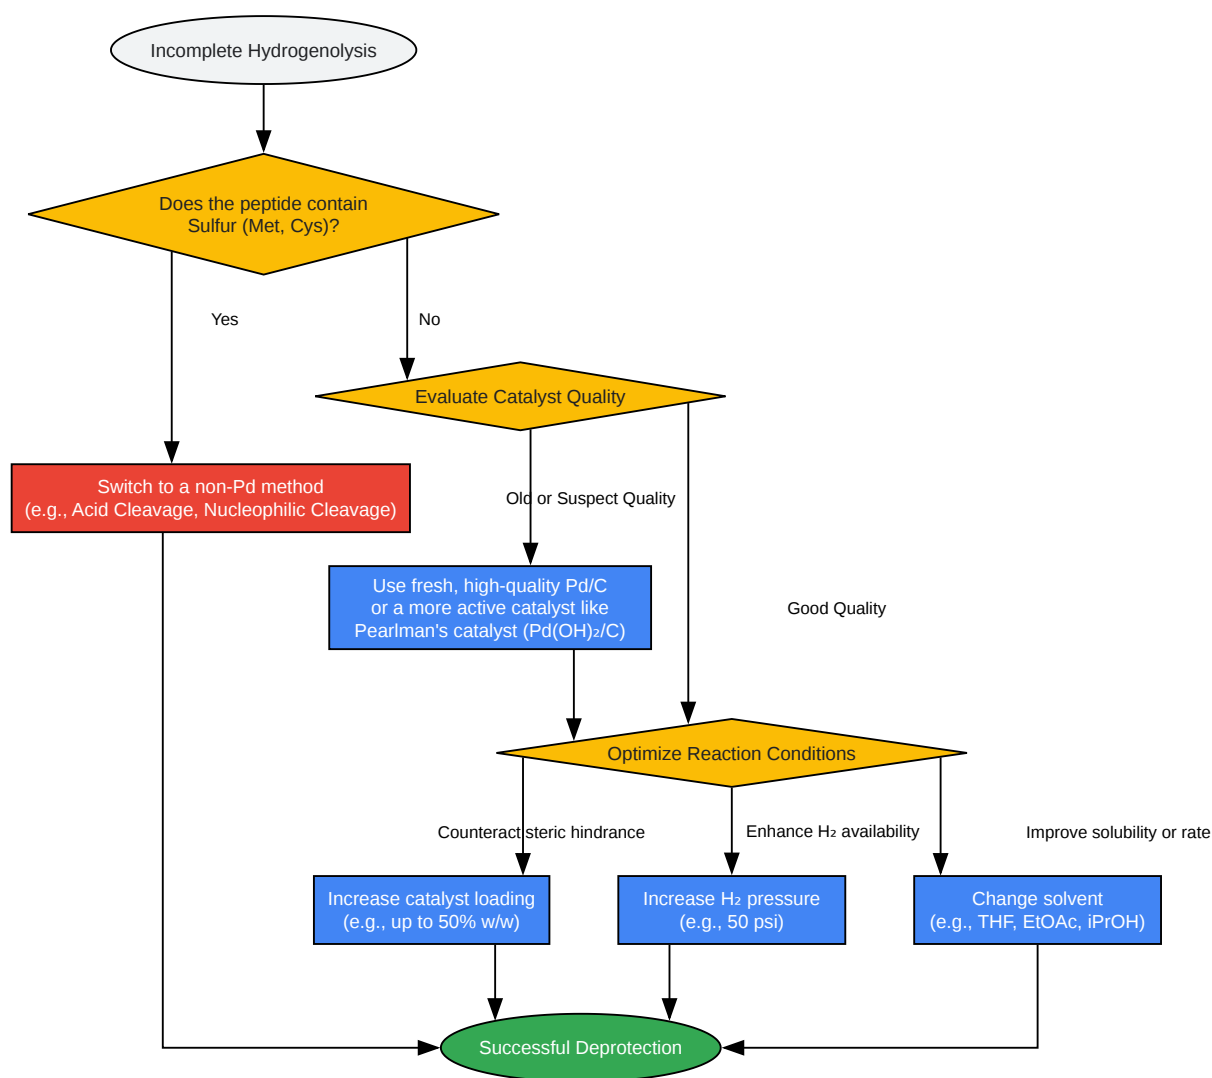 Incomplete Hydrogenolysis
Does the peptide contain
Sulfur (Met, Cys)?
Yes
No
Evaluate Catalyst Quality
Switch to a non-Pd method
(e.g., Acid Cleavage, Nucleophilic Cleavage)
Old or Suspect Quality
Use fresh, high-quality Pd/C
or a more active catalyst like
Pearlman's catalyst (Pd(OH)₂/C)
Good Quality
Optimize Reaction Conditions
Counteract steric hindrance
Enhance H₂ availability
Improve solubility or rate
Increase catalyst loading
(e.g., up to 50% w/w)
Increase H₂ pressure
(e.g., 50 psi)
Change solvent
(e.g., THF, EtOAc, iPrOH)
Successful Deprotection